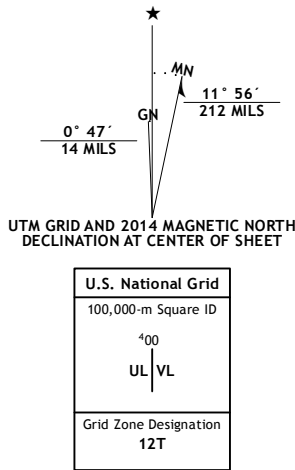 ★
MN
GN
11° 56´
212 MILS
0° 47´
14 MILS
UTM GRID AND 2014 MAGNETIC NORTH
DECLINATION AT CENTER OF SHEET
U.S. National Grid
100,000-m Square ID
⁴00
UL VL
Grid Zone Designation
12T